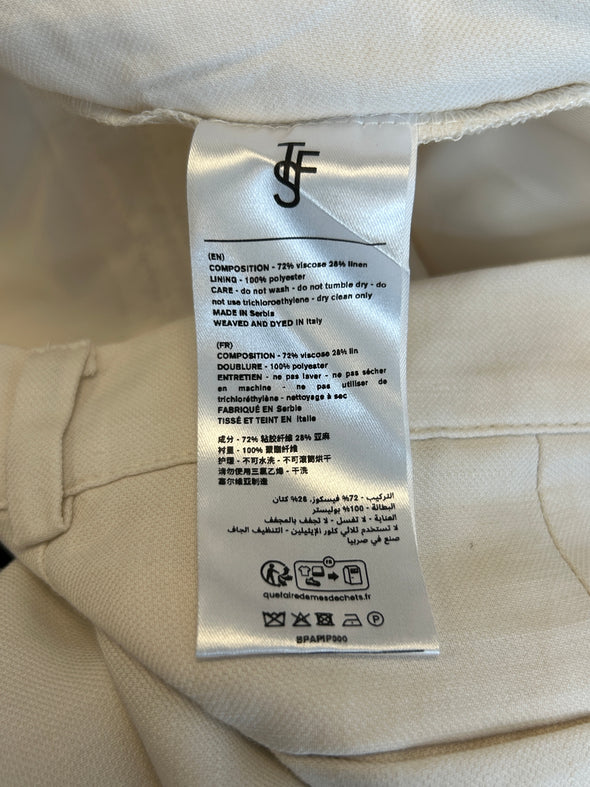 STF
(EN)
COMPOSITION - 72% viscose 28% linen
LINING - 100% polyester
CARE - do not wash - do not tumble dry - do
not use trichloroethylene - dry clean only
MADE IN Serbia
WEAVED AND DYED IN Italy
(FR)
COMPOSITION - 72% viscose 28% lin
DOUBLURE - 100% polyester
ENTRETIEN - ne pas laver - ne pas sécher
en machine - ne pas utiliser de
trichloréthylène - nettoyage à sec
FABRIQUÉ EN Serbie
TISSÉ ET TEINT EN Italie
成分 - 72% 粘胶纤维 28% 亚麻
衬量 - 100% 聚酯纤维
护理 - 不可水洗 - 不可滚筒烘干
请勿使用三氯乙烯 - 干洗
塞尔维亚制造
التركيب - 72% فيسكوز، 28% كتان
البطانة - 100% بوليستر
العناية - لا تغسل - لا تجفف بالمجفف
لا تستخدم ثلاثي كلور الإيثيلين - التنظيف الجاف
صنع في صربيا
FR
quefairedemesdechets.fr
P
BPAPIP300